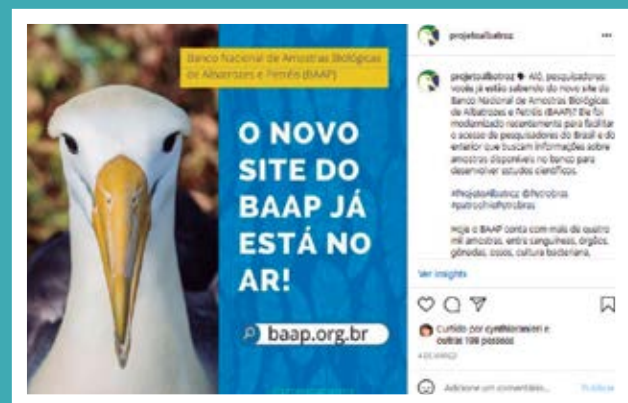 Banco Nacional de Amostras Biológicas
de Albatrozes e Petréis (BAAP)
O NOVO
SITE DO
BAAP JÁ
ESTÁ NO
AR!
baap.org.br
projetoalbatroz
projetoalbatroz 🗣 Alô, pesquisadores:
vocês já estão sabendo do novo site do
Banco Nacional de Amostras Biológicas
de Albatrozes e Petréis (BAAP)? Ele foi
modernizado recentemente para facilitar
o acesso de pesquisadores do Brasil e do
exterior que buscam informações sobre
amostras disponíveis no banco para
desenvolver estudos científicos.
#ProjetoAlbatroz @Petrobras
#patrocínioPetrobras
Hoje o BAAP conta com mais de quatro
mil amostras, entre sanguíneas, órgãos,
gônadas, ossos, cultura bacteriana,
Ver insights
Curtido por cynthiaranieri e
outras 198 pessoas
4 DE MARÇO
Adicione um comentário...
Publicar